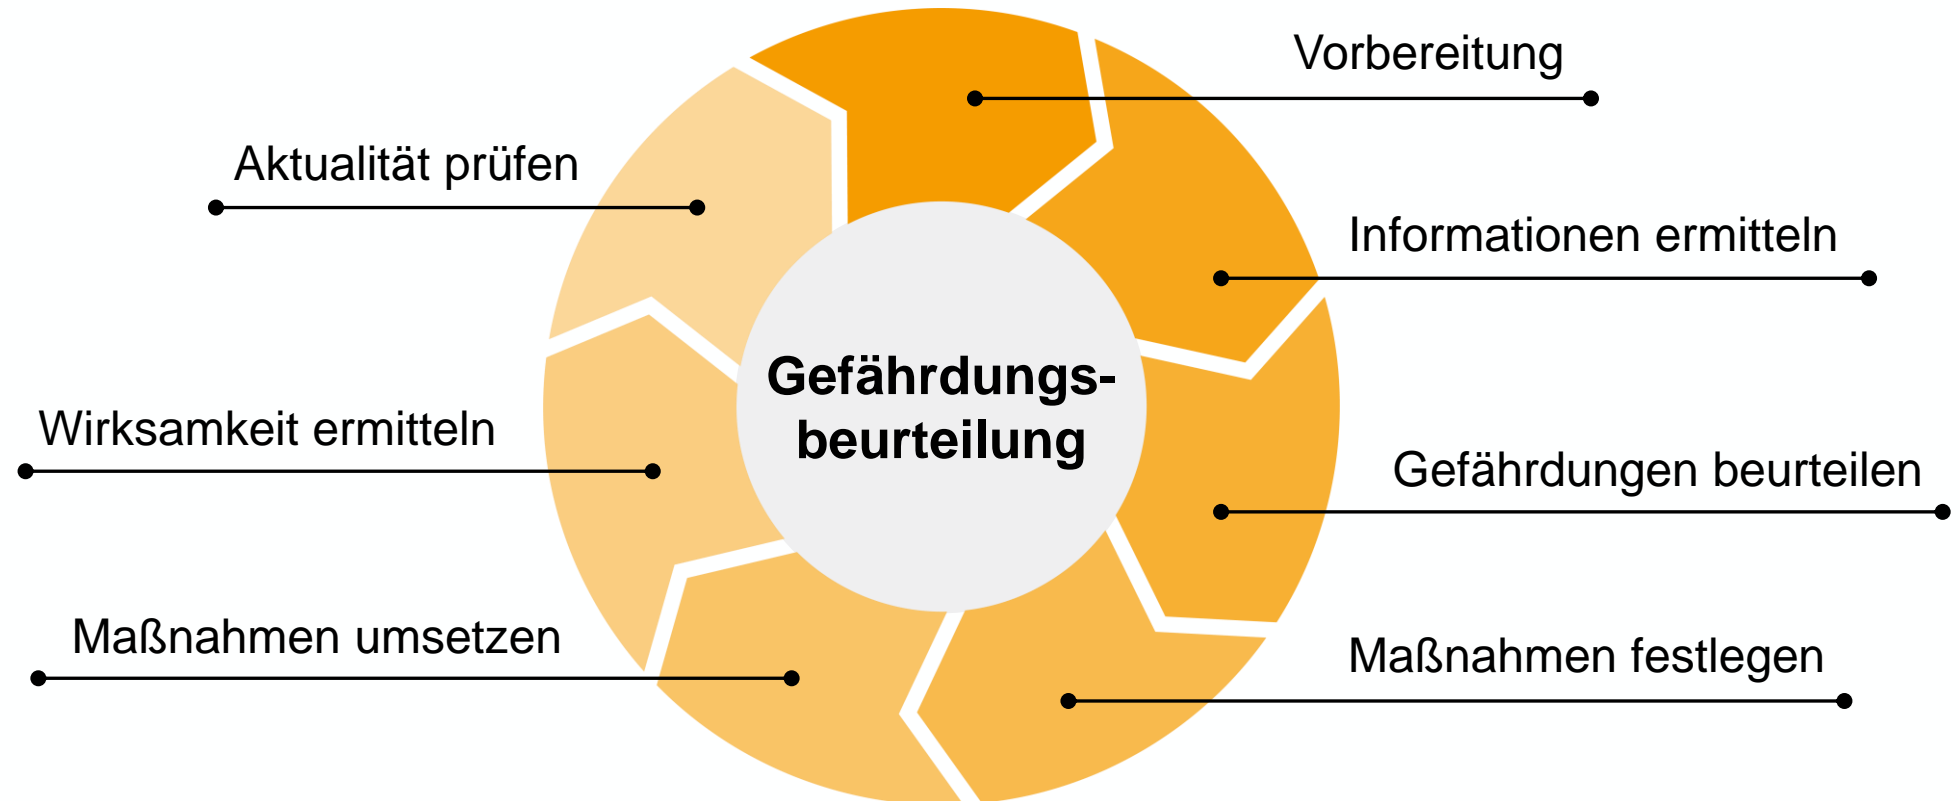 Vorbereitung
Informationen ermitteln
Gefährdungen beurteilen
Maßnahmen festlegen
Maßnahmen umsetzen
Wirksamkeit ermitteln
Aktualität prüfen
Gefährdungs-
beurteilung